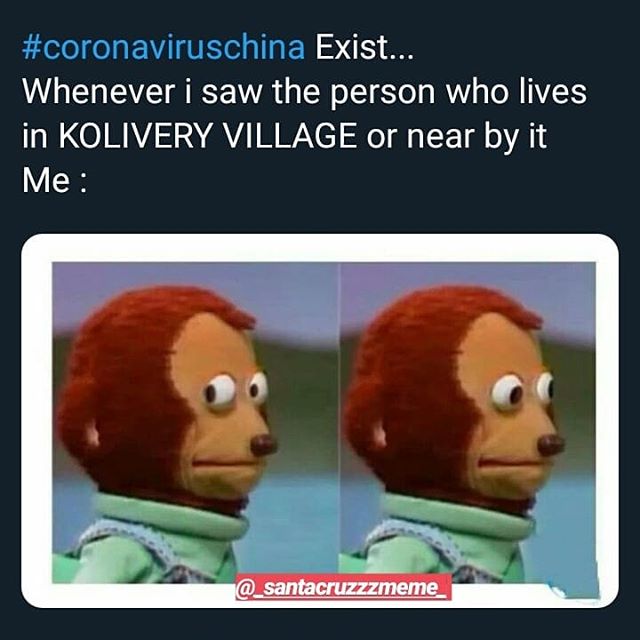 #coronaviruschina Exist...
Whenever i saw the person who lives
in KOLIVERY VILLAGE or near by it
Me :
@_santacruzzzmeme_